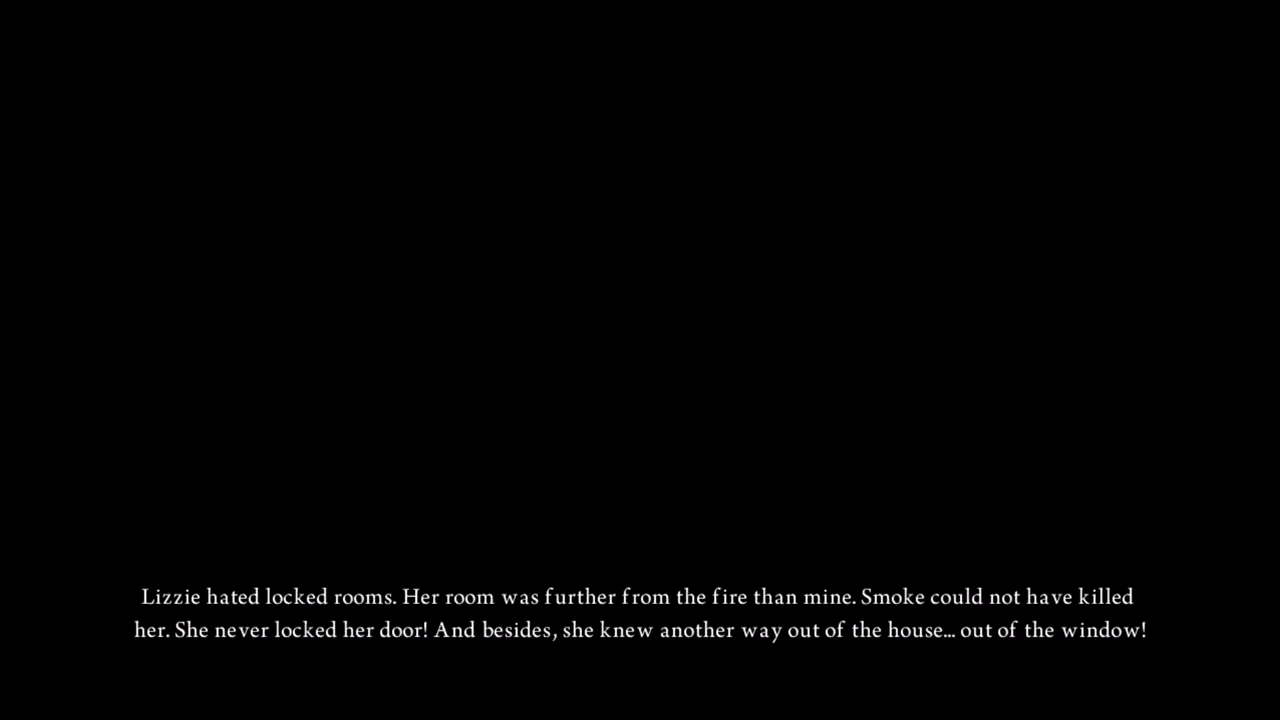 Lizzie hated locked rooms. Her room was further from the fire than mine. Smoke could not have killed
her. She never locked her door! And besides, she knew another way out of the house... out of the window!